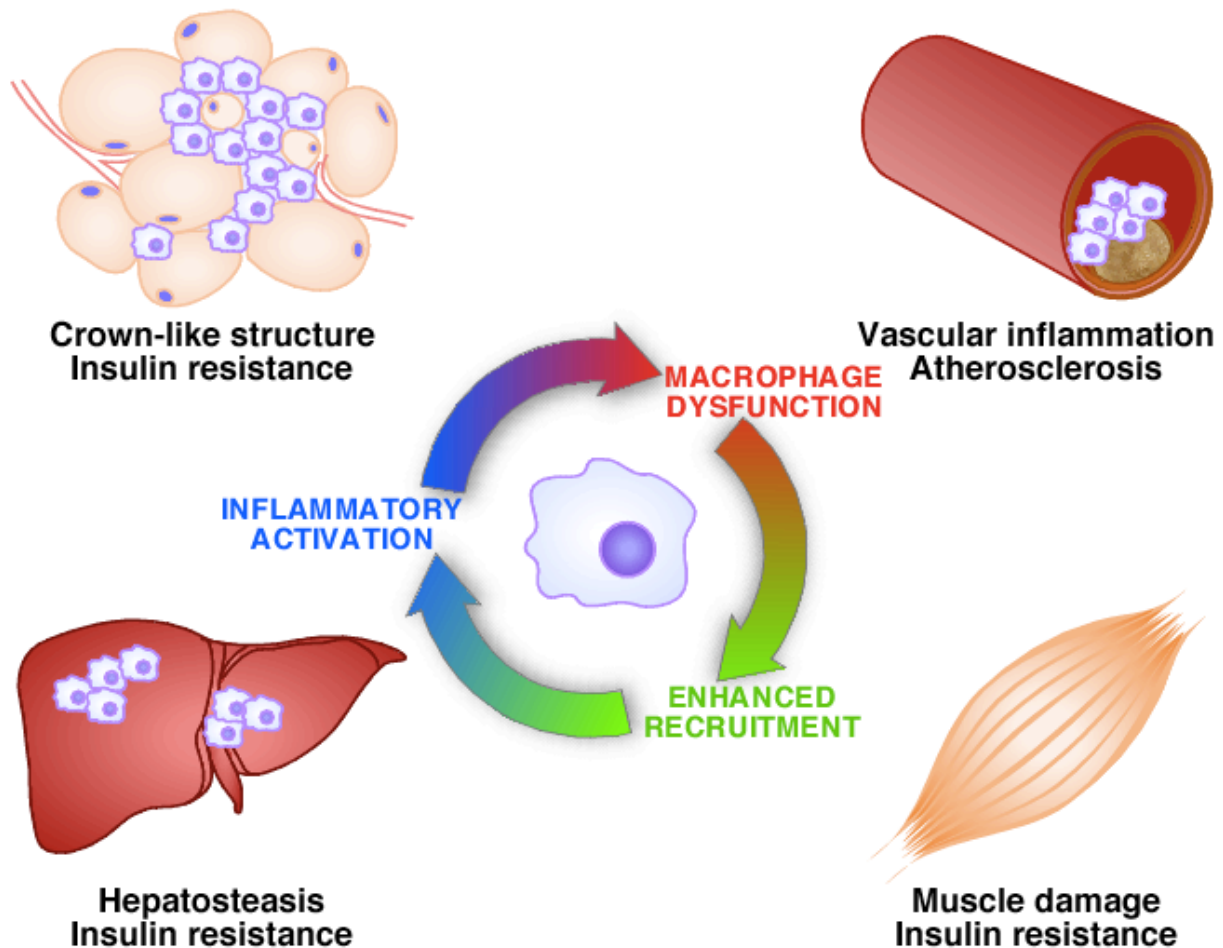 Crown-like structure
Insulin resistance
Vascular inflammation
Atherosclerosis
MACROPHAGE
DYSFUNCTION
INFLAMMATORY
ACTIVATION
ENHANCED
RECRUITMENT
Hepatosteasis
Insulin resistance
Muscle damage
Insulin resistance